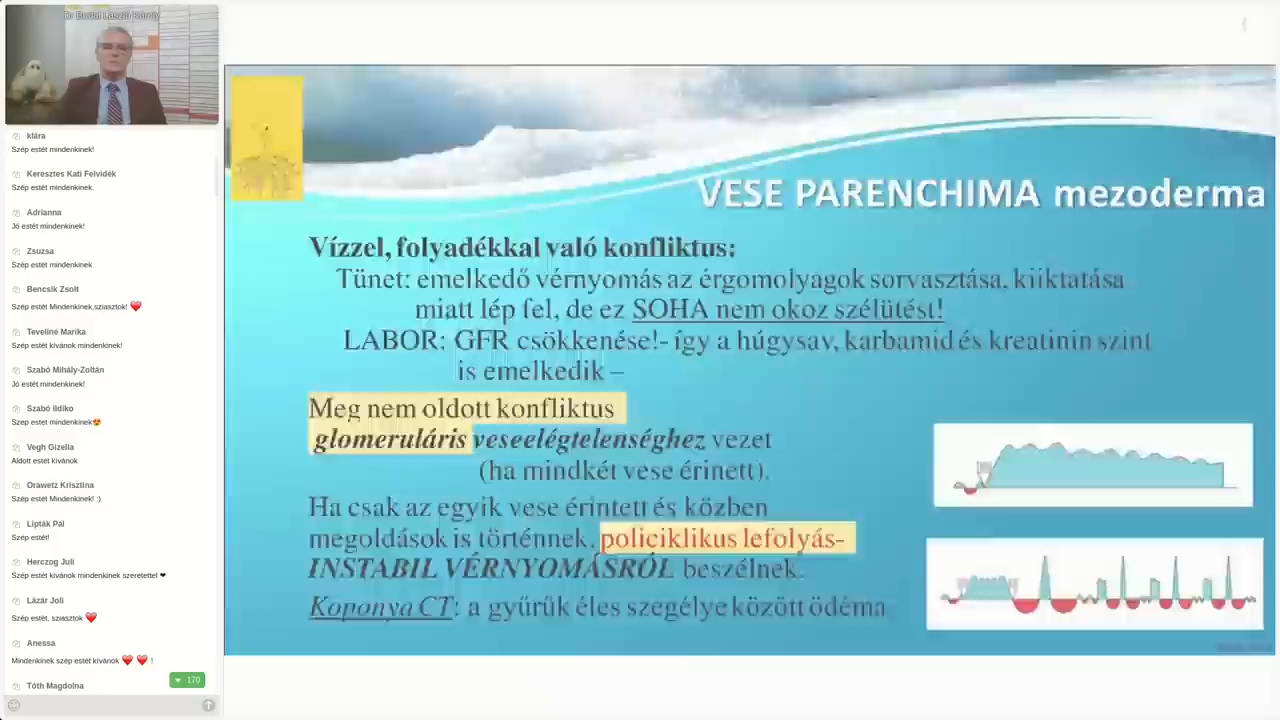 Dr Budai László Károly
klára
Szép estét mindenkinek!
Keresztes Kati Felvidék
Szép estét mindenkinek.
Adrianna
Jó estét mindenkinek!
Zsuzsa
Szép estét mindenkinek
Bencsik Zsolt
Szép estét Mindenkinek,sziasztok! ❤️
Teveliné Marika
Szép estét kívánok mindenkinek!
Szabó Mihály-Zoltán
Jó estét mindenkinek!
Szabó Ildiko
Szep estét mindenkinek😍
Vegh Gizella
Áldott estét kívánok
Orawetz Krisztina
Szép estét Mindenkinek! :)
Lipták Pál
Szép estét!
Herczog Juli
Szép estét kívánok mindenkinek szeretettel ❤
Lázár Joli
Szép estét, sziasztok ❤️
Anessa
Mindenkinek szép estét kívánok ❤️ ❤️ !
Tóth Magdolna
170
VESE PARENCHIMA mezoderma
Vízzel, folyadékkal való konfliktus:
Tünet: emelkedő vérnyomás az érgomolyagok sorvasztása, kiiktatása
miatt lép fel, de ez SOHA nem okoz szélütést!
LABOR: GFR csökkenése!- így a húgysav, karbamid és kreatinin szint
is emelkedik –
Meg nem oldott konfliktus
glomeruláris veseelégtelenséghez vezet
(ha mindkét vese érinett).
Ha csak az egyik vese érintett és közben
megoldások is történnek, policiklikus lefolyás-
INSTABIL VÉRNYOMÁSRÓL beszélnek.
Koponya CT: a gyűrűk éles szegélye között ödéma